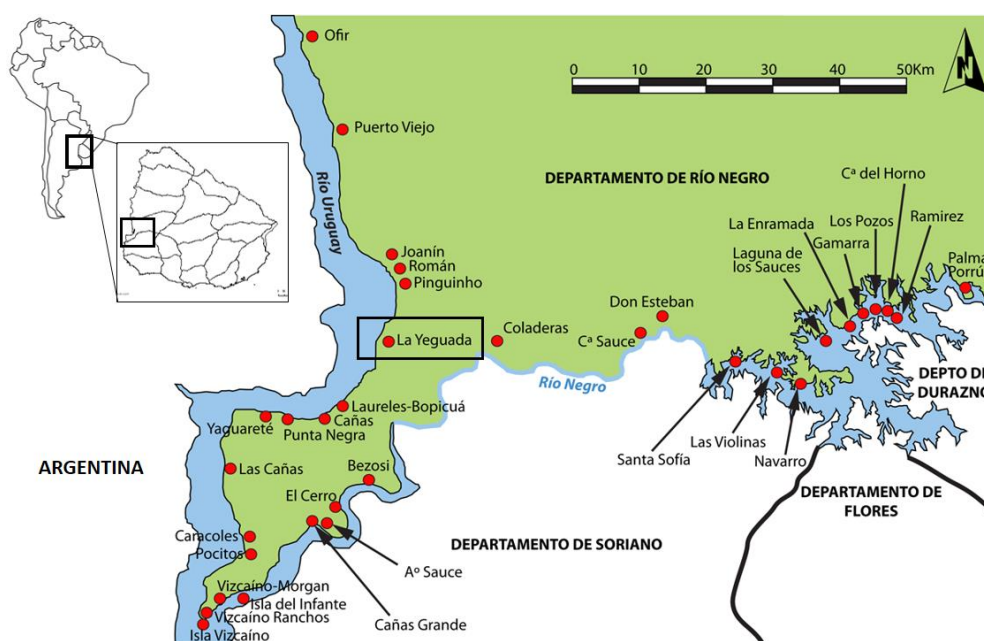 Ofir
0 10 20 30 40 50Km
N
Puerto Viejo
Río Uruguay
DEPARTAMENTO DE RÍO NEGRO
Cª del Horno
La Enramada
Los Pozos
Ramirez
Gamarra
Laguna de
los Sauces
Palma
Porrúa
Joanín
Román
Pinguinho
Don Esteban
La Yeguada
Coladeras
Cª Sauce
Río Negro
DEPTO DE
DURAZNO
Laureles-Bopicuá
Cañas
Yaguareté
Punta Negra
Las Violinas
Santa Sofía
Navarro
ARGENTINA
Las Cañas
Bezosi
DEPARTAMENTO DE
FLORES
El Cerro
Caracoles
Pocitos
DEPARTAMENTO DE SORIANO
Aº Sauce
Vizcaíno-Morgan
Isla del Infante
Vizcaíno Ranchos
Cañas Grande
Isla Vizcaíno